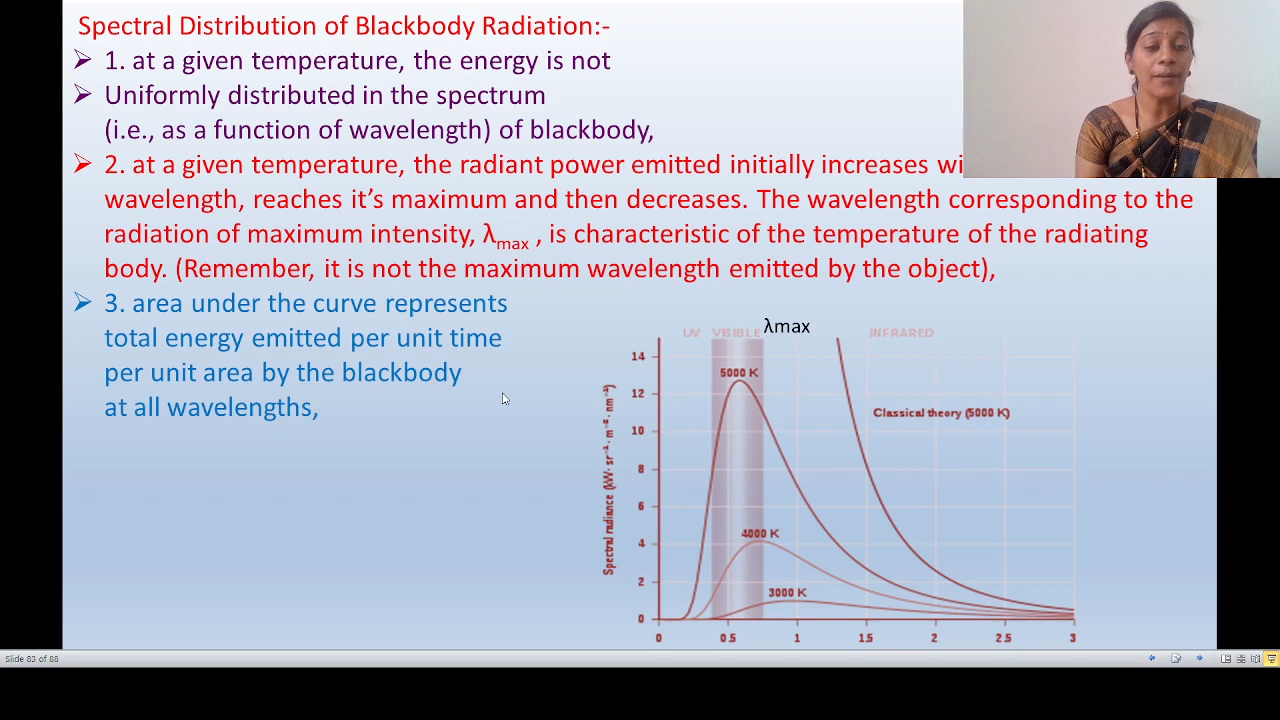 Spectral Distribution of Blackbody Radiation:-
➢ 1. at a given temperature, the energy is not
➢ Uniformly distributed in the spectrum
(i.e., as a function of wavelength) of blackbody,
➢ 2. at a given temperature, the radiant power emitted initially increases wi
wavelength, reaches it’s maximum and then decreases. The wavelength corresponding to the
radiation of maximum intensity, λmax , is characteristic of the temperature of the radiating
body. (Remember, it is not the maximum wavelength emitted by the object),
➢ 3. area under the curve represents
total energy emitted per unit time
per unit area by the blackbody
at all wavelengths,
λmax
UV VISIBLE INFRARED
14
12
10
8
6
4
2
0
Spectral radiance (kW · sr⁻¹ · m⁻² · nm⁻¹)
5000 K
Classical theory (5000 K)
4000 K
3000 K
0 0.5 1 1.5 2 2.5 3
Slide 83 of 88